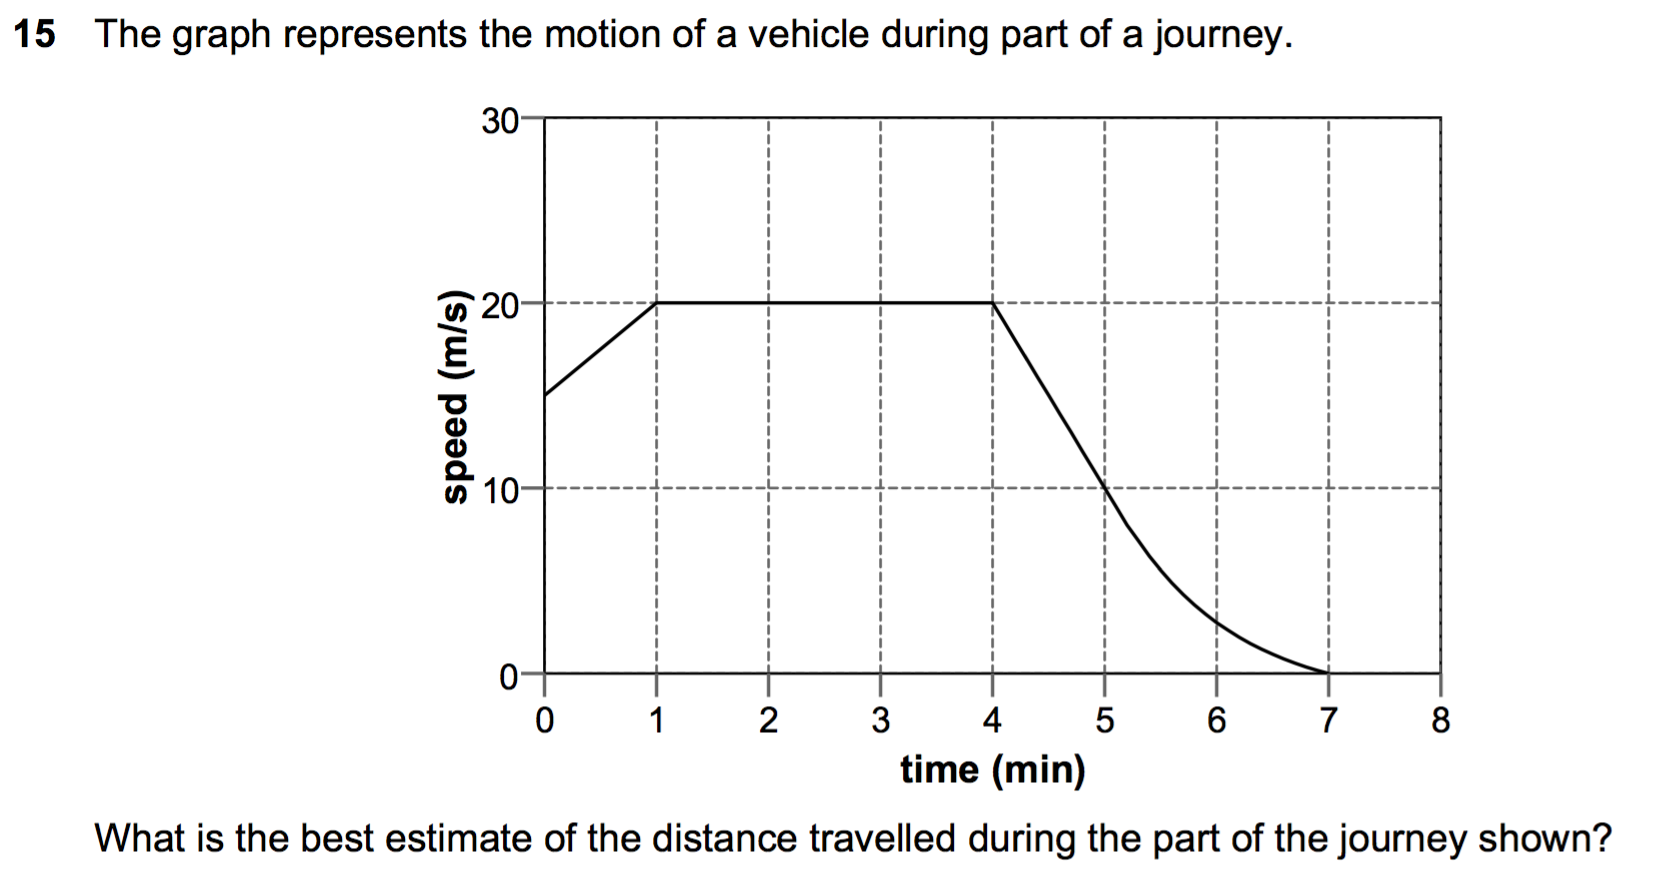 15 The graph represents the motion of a vehicle during part of a journey.
30
20
10
0
speed (m/s)
0 1 2 3 4 5 6 7 8
time (min)
What is the best estimate of the distance travelled during the part of the journey shown?